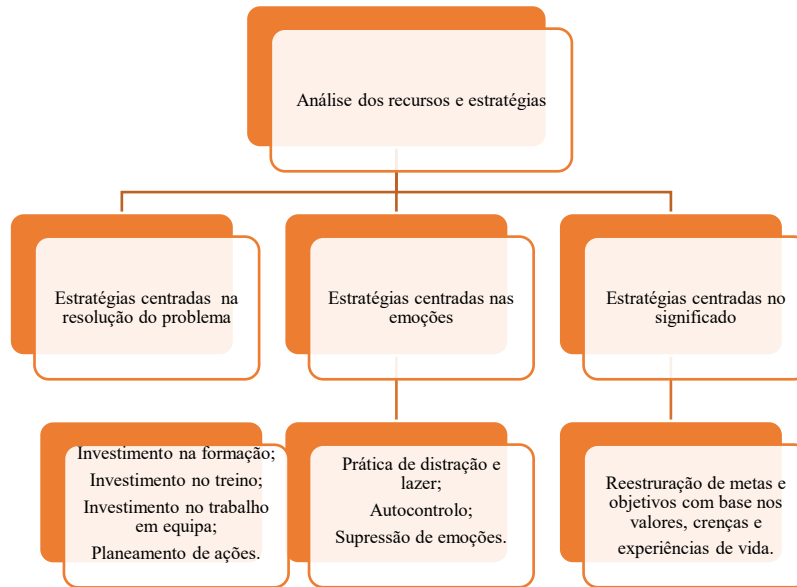 Análise dos recursos e estratégias
Estratégias centradas na
resolução do problema
Estratégias centradas nas
emoções
Estratégias centradas no
significado
Investimento na formação;
Investimento no treino;
Investimento no trabalho
em equipa;
Planeamento de ações.
Prática de distração e
lazer;
Autocontrolo;
Supressão de emoções.
Reestruração de metas e
objetivos com base nos
valores, crenças e
experiências de vida.